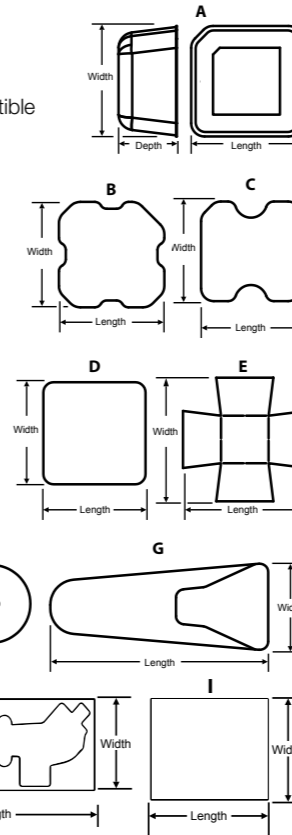 A
tible
Width
Depth
Length
B
C
Width
Width
Length
Length
D
E
Width
Width
Length
Length
G
Length
I
Width
Length